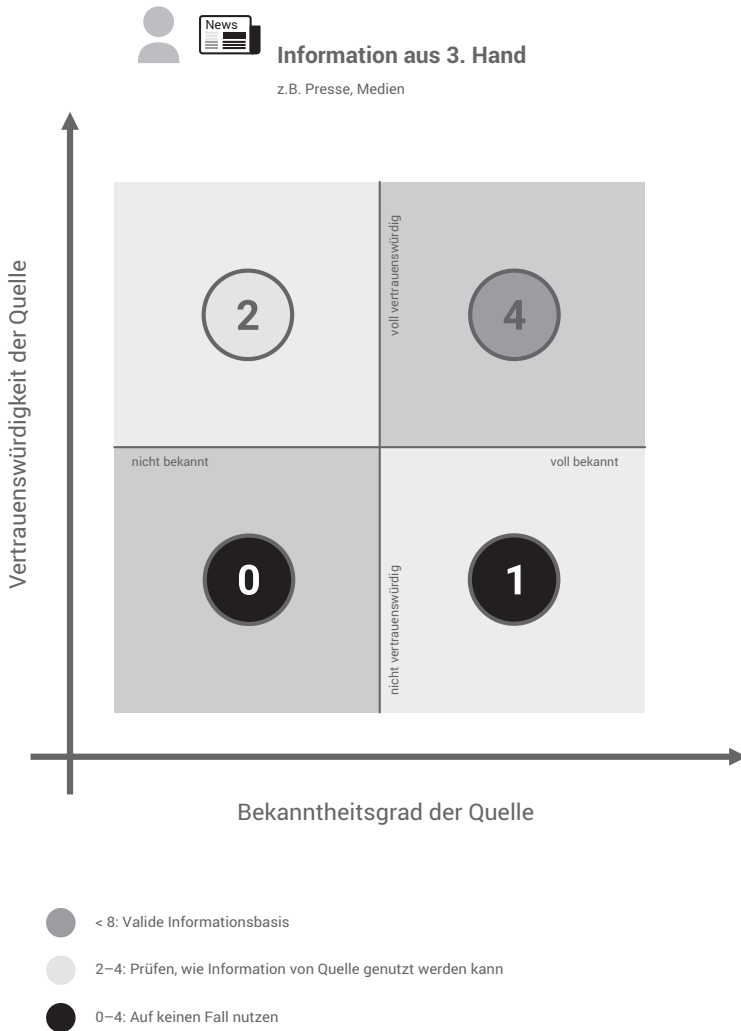 News
Information aus 3. Hand
z.B. Presse, Medien
Vertrauenswürdigkeit der Quelle
voll vertrauenswürdig
2
4
nicht bekannt
voll bekannt
nicht vertrauenswürdig
0
1
Bekanntheitsgrad der Quelle
< 8: Valide Informationsbasis
2–4: Prüfen, wie Information von Quelle genutzt werden kann
0–4: Auf keinen Fall nutzen